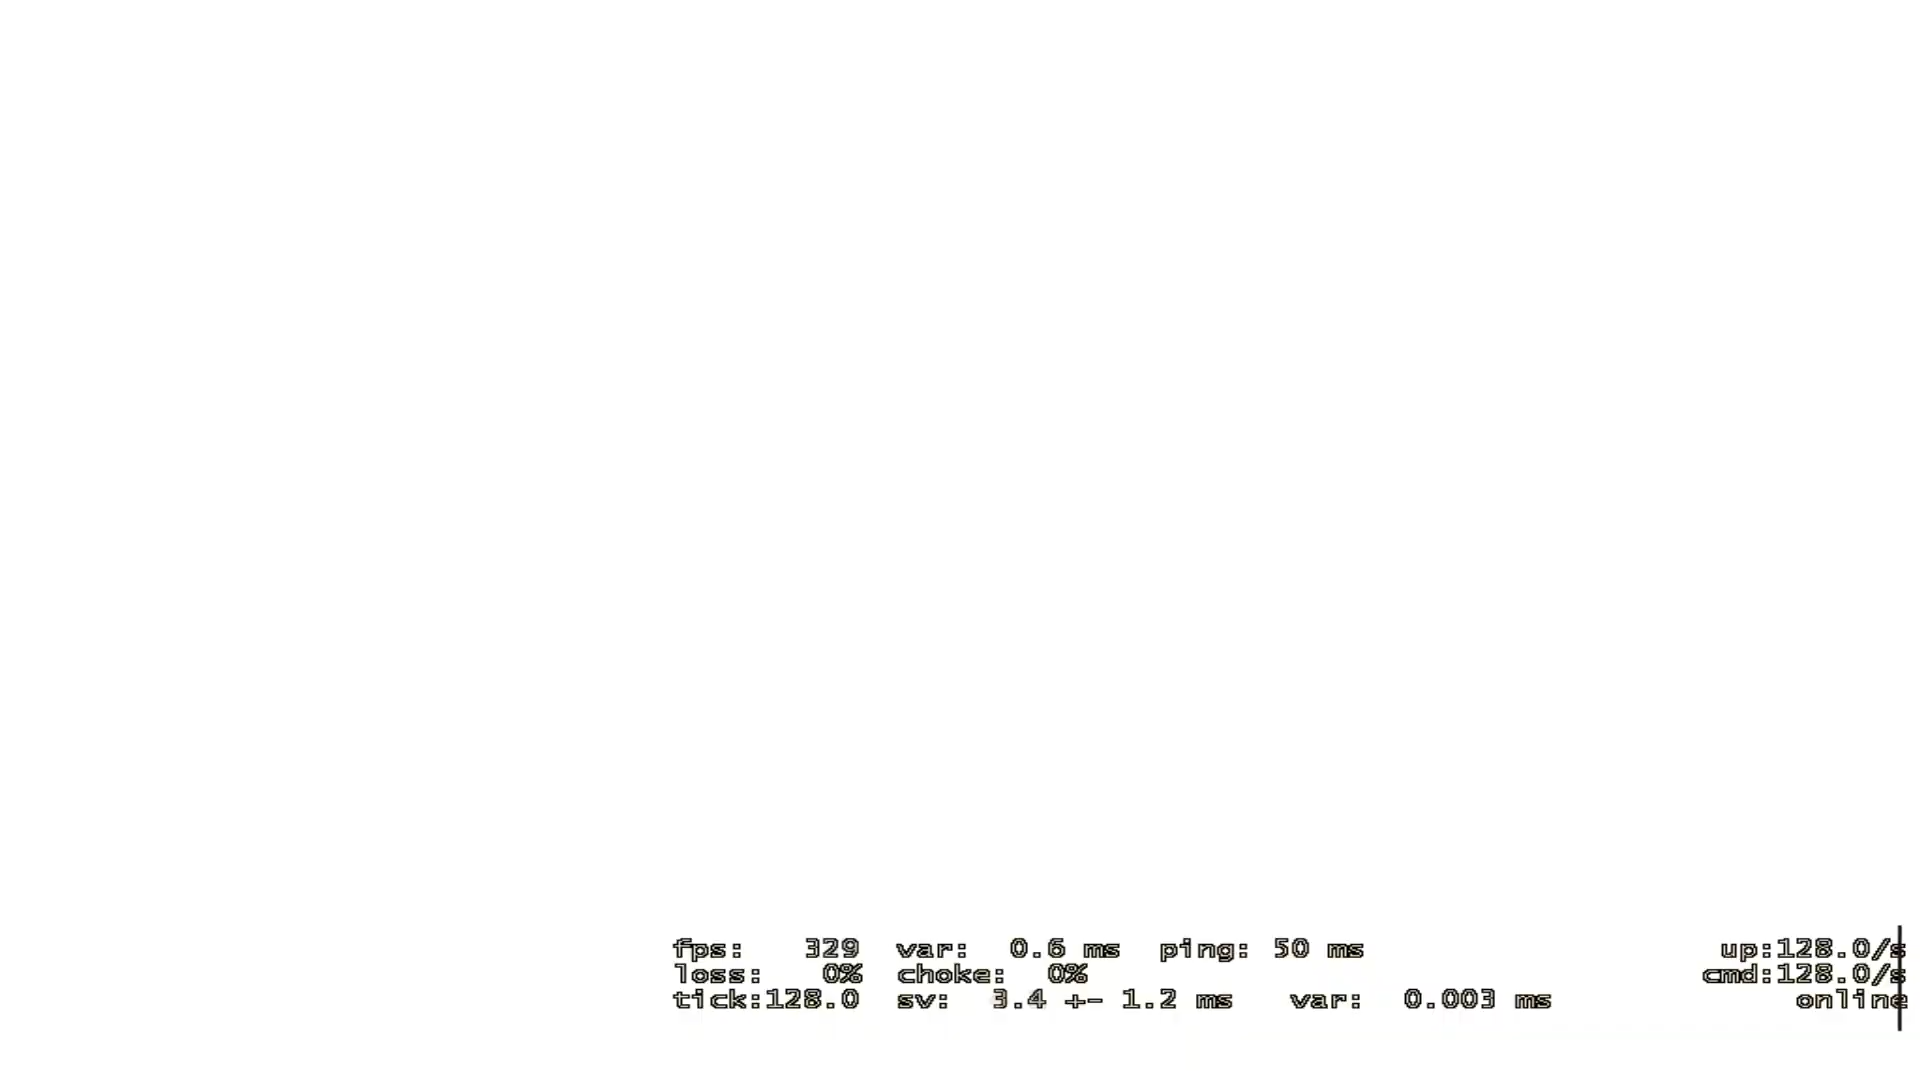 fps: 329 var: 0.6 ms ping: 50 ms up:128.0/s
loss: 0% choke: 0% cmd:128.0/s
tick:128.0 sv: 3.4 +- 1.2 ms var: 0.003 ms online